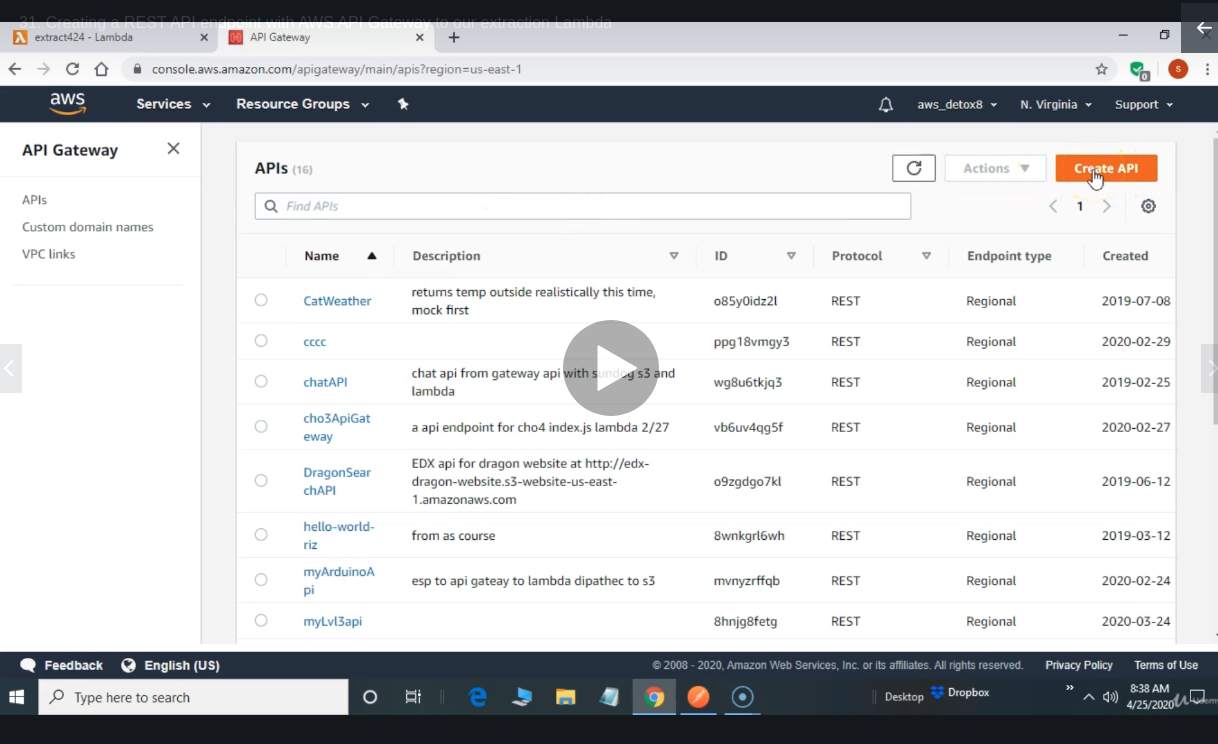 31. Creating a REST API endpoint with AWS API Gateway to our extraction Lambda
extract424 - Lambda
API Gateway
console.aws.amazon.com/apigateway/main/apis?region=us-east-1
0
S
aws Services Resource Groups aws_detox8 N. Virginia Support
API Gateway
APIs
Custom domain names
VPC links
APIs (16) Actions Create API
Find APIs 1
Name Description ID Protocol Endpoint type Created
CatWeather returns temp outside realistically this time, o85y0idz2l REST Regional 2019-07-08
mock first
cccc ppg18vmgy3 REST Regional 2020-02-29
chatAPI chat api from gateway api with sundog s3 and wg8u6tkjq3 REST Regional 2019-02-25
lambda
cho3ApiGat a api endpoint for cho4 index.js lambda 2/27 vb6uv4qg5f REST Regional 2020-02-27
eway
DragonSear EDX api for dragon website at http://edx-
chAPI dragon-website.s3-website-us-east- o9zgdgo7kl REST Regional 2019-06-12
1.amazonaws.com
hello-world- from as course 8wnkgrl6wh REST Regional 2019-03-12
riz
myArduinoA esp to api gateay to lambda dipathec to s3 mvnyzrffqb REST Regional 2020-02-24
pi
myLvl3api 8hnjg8fetg REST Regional 2020-03-24
Feedback English (US) © 2008 - 2020, Amazon Web Services, Inc. or its affiliates. All rights reserved. Privacy Policy Terms of Use
Type here to search Desktop Dropbox 8:38 AM
4/25/2020